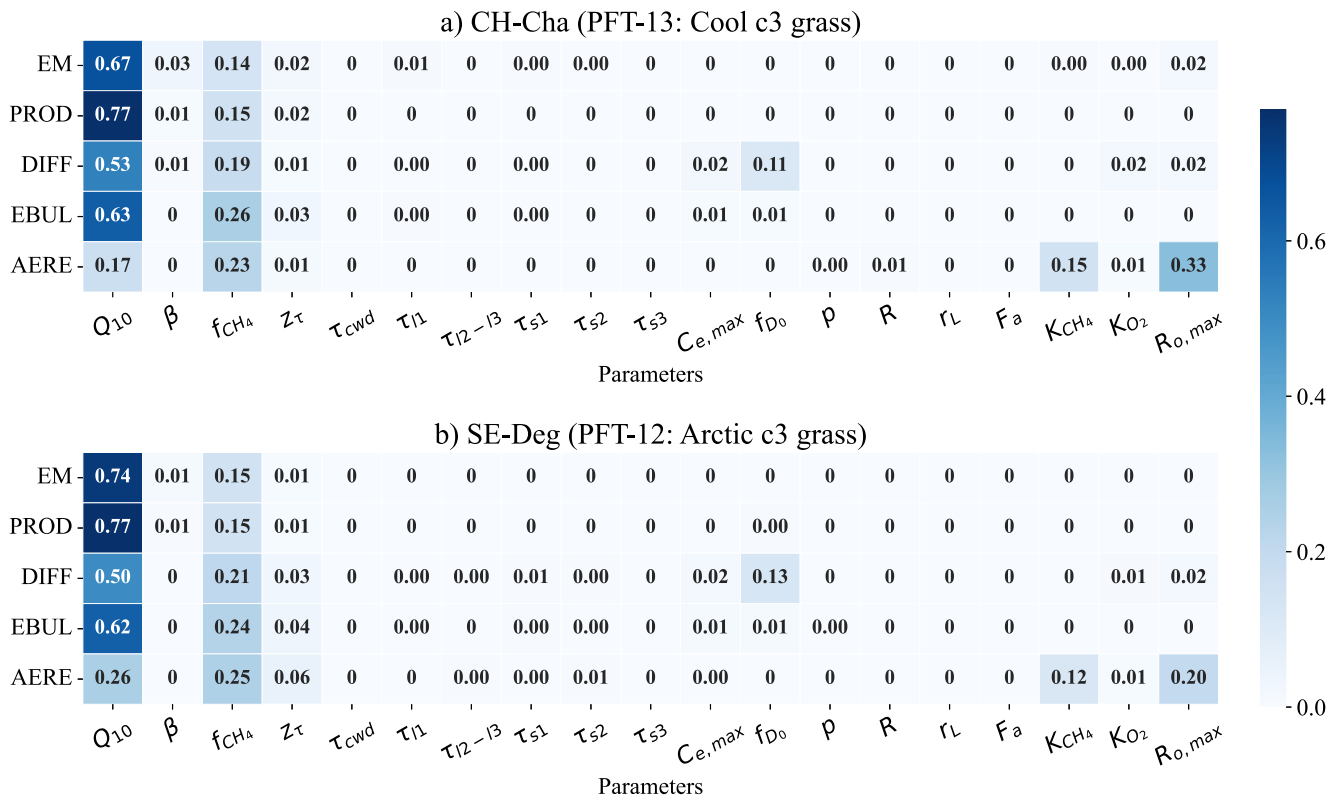 a) CH-Cha (PFT-13: Cool c3 grass)
EM 0.67 0.03 0.14 0.02 0 0.01 0 0.00 0.00 0 0 0 0 0 0 0 0.00 0.00 0.02
PROD 0.77 0.01 0.15 0.02 0 0 0 0 0 0 0 0 0 0 0 0 0 0 0
DIFF 0.53 0.01 0.19 0.01 0 0.00 0 0.00 0 0 0.02 0.11 0 0 0 0 0 0.02 0.02
EBUL 0.63 0 0.26 0.03 0 0.00 0 0.00 0 0 0.01 0.01 0 0 0 0 0 0 0
AERE 0.17 0 0.23 0.01 0 0 0 0 0 0 0 0 0.00 0.01 0 0 0.15 0.01 0.33
Q10 β fCH4 zτ τcwd τl1 τl2−l3 τs1 τs2 τs3 Ce,max fD0 p R rL Fa KCH4 KO2 Ro,max
Parameters
b) SE-Deg (PFT-12: Arctic c3 grass)
EM 0.74 0.01 0.15 0.01 0 0 0 0 0 0 0 0 0 0 0 0 0 0 0
PROD 0.77 0.01 0.15 0.01 0 0 0 0 0 0 0 0.00 0 0 0 0 0 0 0
DIFF 0.50 0 0.21 0.03 0 0.00 0.00 0.01 0.00 0 0.02 0.13 0 0 0 0 0 0.01 0.02
EBUL 0.62 0 0.24 0.04 0 0.00 0 0.00 0.00 0 0.01 0.01 0.00 0 0 0 0 0 0
AERE 0.26 0 0.25 0.06 0 0 0.00 0.00 0.01 0 0.00 0 0 0 0 0 0.12 0.01 0.20
Q10 β fCH4 zτ τcwd τl1 τl2−l3 τs1 τs2 τs3 Ce,max fD0 p R rL Fa KCH4 KO2 Ro,max
Parameters
0.6
0.4
0.2
0.0